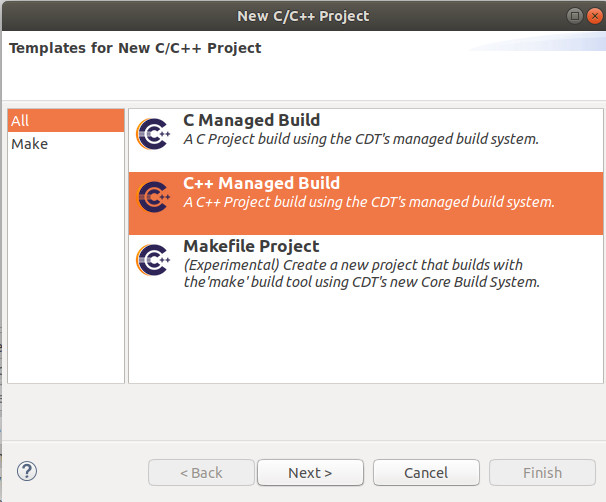 New C/C++ Project
Templates for New C/C++ Project
All
Make
C Managed Build
A C Project build using the CDT's managed build system.
C++ Managed Build
A C++ Project build using the CDT's managed build system.
Makefile Project
(Experimental) Create a new project that builds with
the'make' build tool using CDT's new Core Build System.
?
< Back
Next >
Cancel
Finish